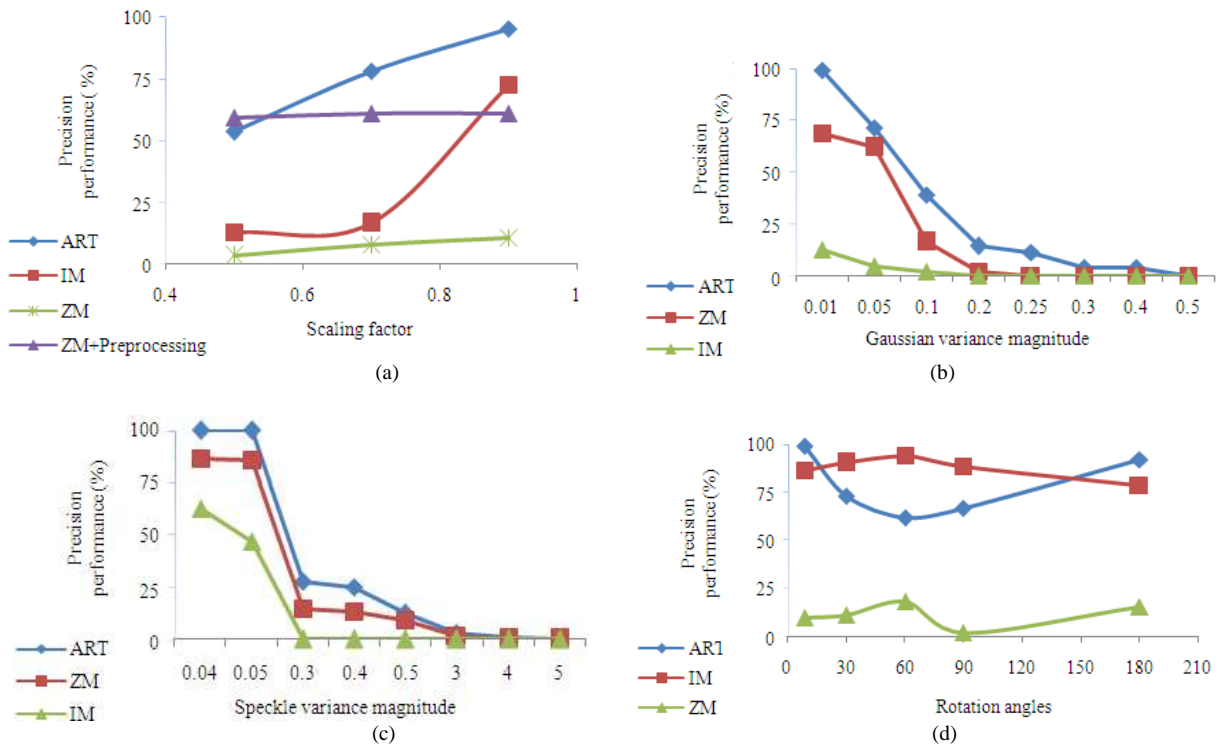 100
75
50
25
0
Precision
performance( %)
0.4 0.6 0.8 1
Scaling factor
ART
IM
ZM
ZM+Preprocessing
(a)
100
75
50
25
0
Precision
performance(%)
0.01 0.05 0.1 0.2 0.25 0.3 0.4 0.5
Gaussian variance magnitude
ART
ZM
IM
(b)
100
75
50
25
0
Precision
performance(%)
0.04 0.05 0.3 0.4 0.5 3 4 5
Speckle variance magnitude
ART
ZM
IM
(c)
100
75
50
25
0
Precision
performance(%)
0 30 60 90 120 150 180 210
Rotation angles
ART
IM
ZM
(d)